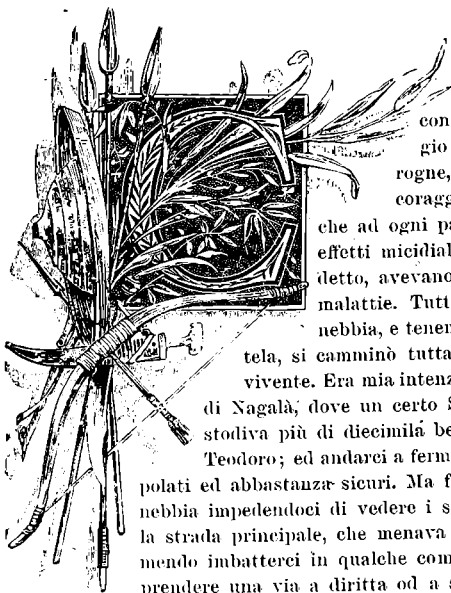 C
con
gio
rogne,
coragg
che ad ogni pa
effetti micidial
detto, avevano
malattie. Tutt
nebbia, e tener
tela, si camminò tutta
vivente. Era mia intenz
di Nagalà, dove un certo S
stodiva più di diecimila be
Teodoro; ed andarci a ferm
polati ed abbastanza sicuri. Ma f
nebbia impedendoci di vedere i s
la strada principale, che menava
mendo imbatterci in qualche com
prendere una via a diritta od a s